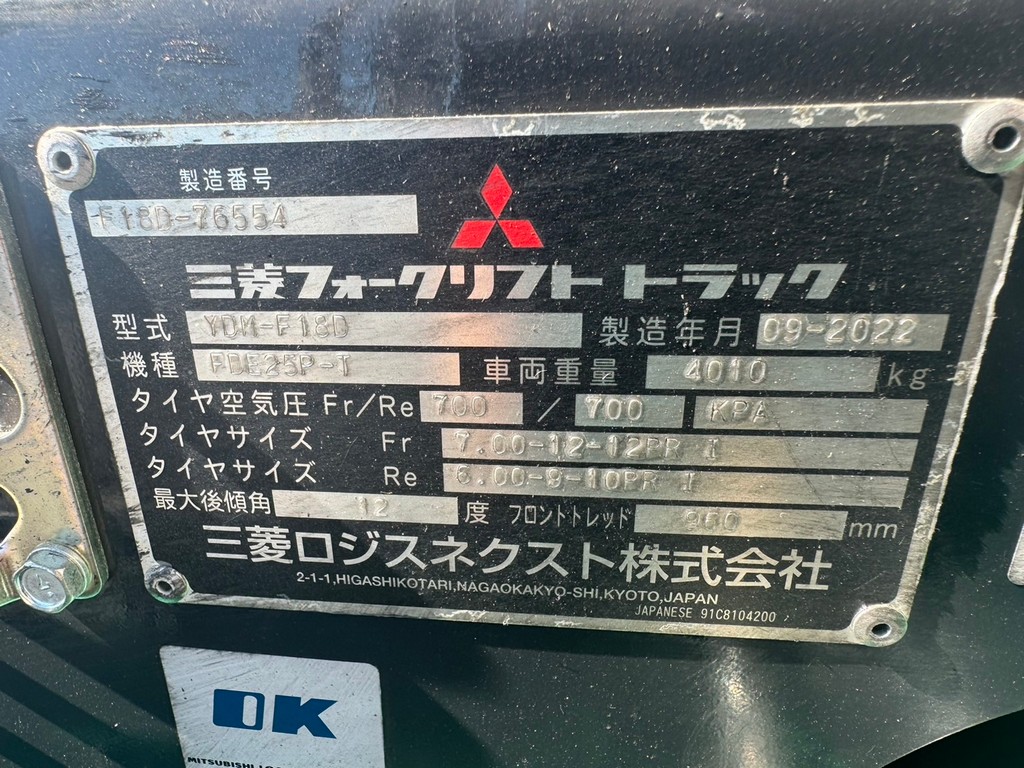 製造番号
F18D-76554
三菱フォークリフト トラック
型式 YDM-F18D 製造年月 09-2022
機種 FDE25P-T 車両重量 4010 kg
タイヤ空気圧 Fr/Re 700 / 700 KPA
タイヤサイズ Fr 7.00-12-12PR I
タイヤサイズ Re 6.00-9-10PR I
最大後傾角 12 度 フロントトレッド 960 mm
三菱ロジスネクスト株式会社
2-1-1,HIGASHIKOTARI,NAGAOKAKYO-SHI,KYOTO,JAPAN
JAPANESE 91C8104200
OK
MITSUBISHI